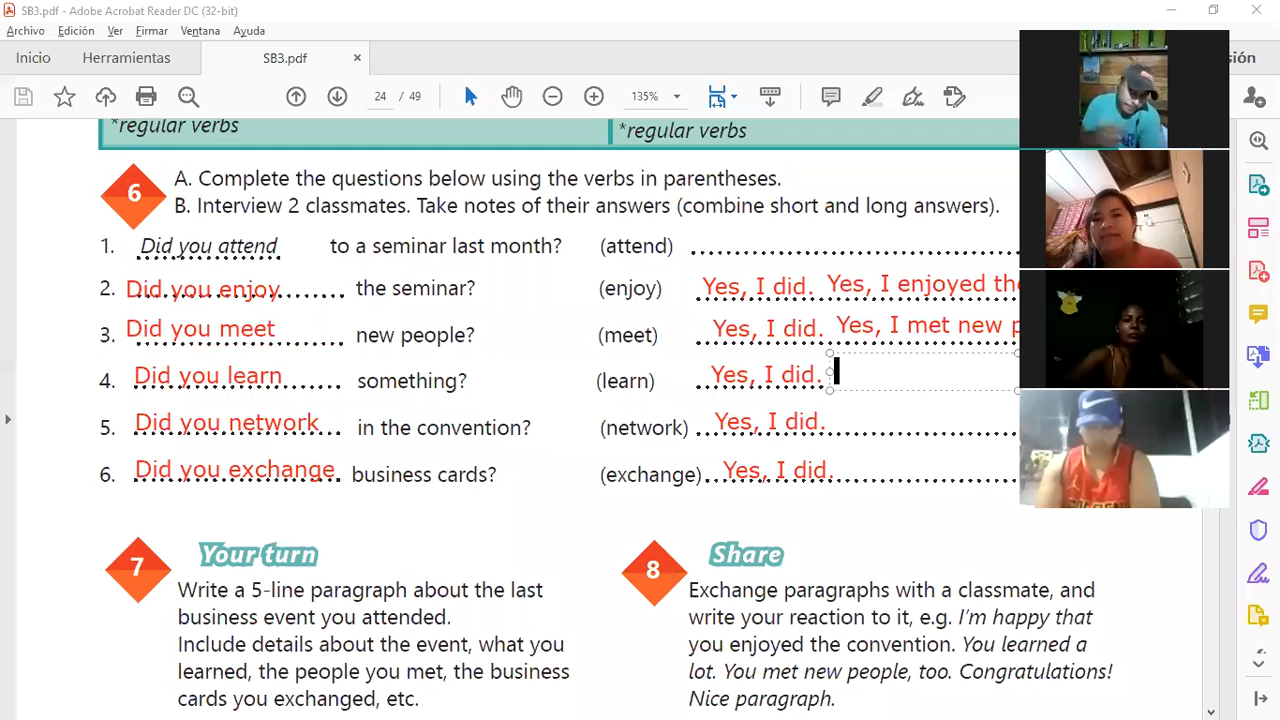 SB3.pdf - Adobe Acrobat Reader DC (32-bit)
Archivo Edición Ver Firmar Ventana Ayuda
Inicio Herramientas SB3.pdf × sión
24 / 49 135%
*regular verbs *regular verbs
6 A. Complete the questions below using the verbs in parentheses.
B. Interview 2 classmates. Take notes of their answers (combine short and long answers).
1. Did you attend to a seminar last month? (attend)
2. Did you enjoy the seminar? (enjoy) Yes, I did. Yes, I enjoyed the
3. Did you meet new people? (meet) Yes, I did. Yes, I met new p
4. Did you learn something? (learn) Yes, I did.
5. Did you network in the convention? (network) Yes, I did.
6. Did you exchange business cards? (exchange) Yes, I did.
7 Your turn
Write a 5-line paragraph about the last
business event you attended.
Include details about the event, what you
learned, the people you met, the business
cards you exchanged, etc.
8 Share
Exchange paragraphs with a classmate, and
write your reaction to it, e.g. I'm happy that
you enjoyed the convention. You learned a
lot. You met new people, too. Congratulations!
Nice paragraph.